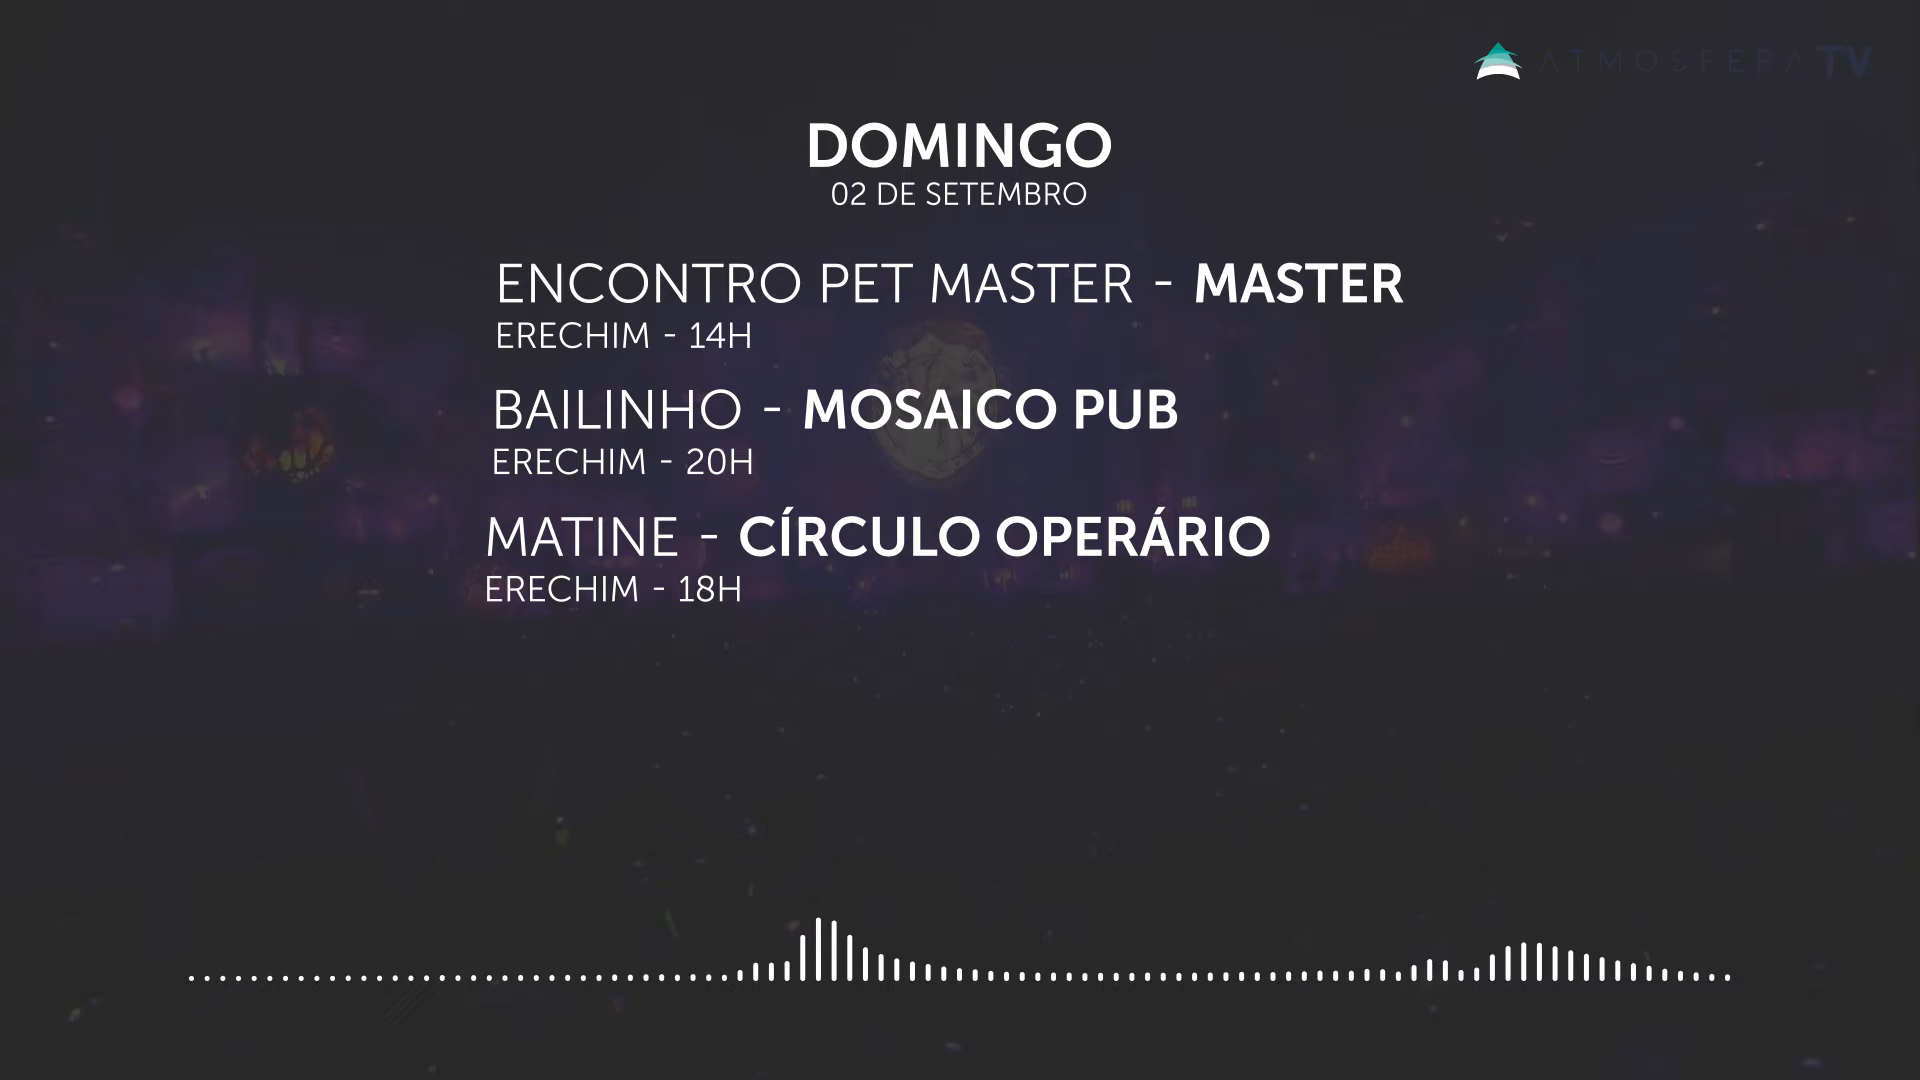 ATMOSFERA TV
DOMINGO
02 DE SETEMBRO
ENCONTRO PET MASTER - MASTER
ERECHIM - 14H
BAILINHO - MOSAICO PUB
ERECHIM - 20H
MATINE - CÍRCULO OPERÁRIO
ERECHIM - 18H